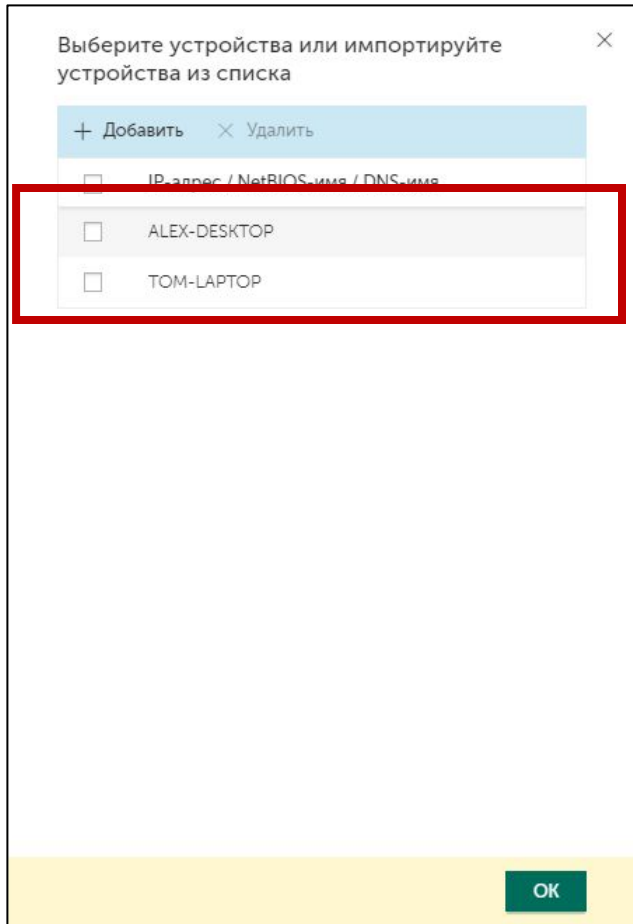 Выберите устройства или импортируйте
устройства из списка
Добавить Удалить
IP-адрес / NetBIOS-имя / DNS-имя
ALEX-DESKTOP
TOM-LAPTOP
ОК